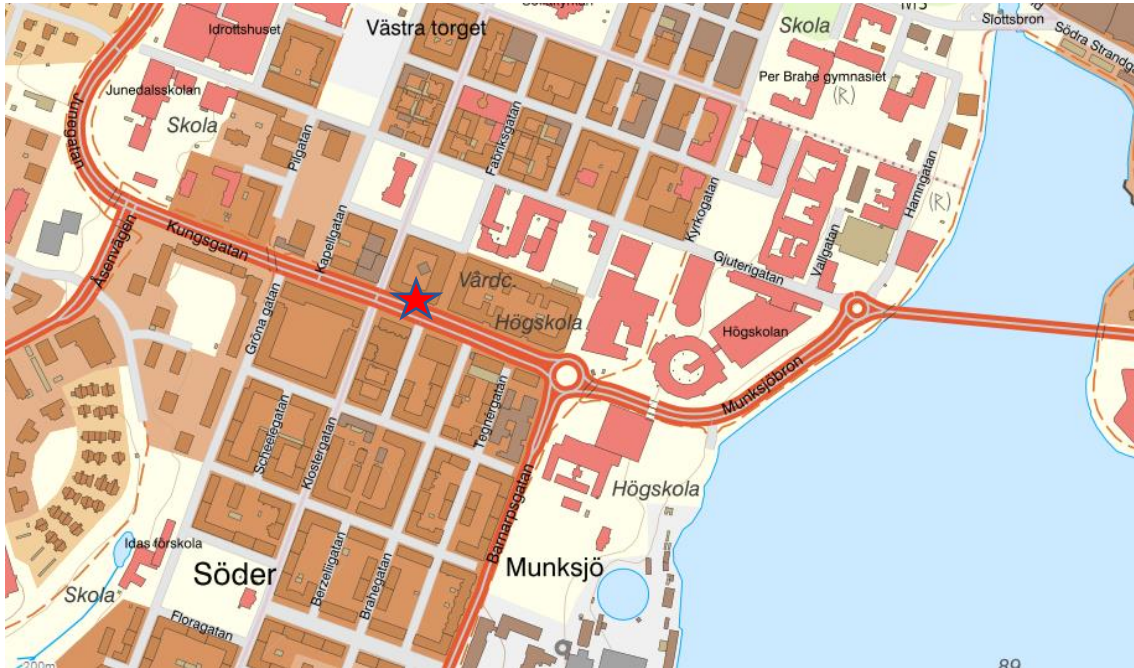 Slottsbron
Södra Strandg
Västra torget
Skola
Idrottshuset
Per Brahe gymnasiet
(R)
Junedalsskolan
Skola
Junegatan
Pilgatan
Fabriksgatan
Kyrkogatan
Hamngatan
(R)
Åsenvägen
Kungsgatan
Kapellgatan
Gjuterigatan
Vallgatan
Vårdc.
Högskola
Högskolan
Gröna gatan
Munksjöbron
Scheelegatan
Klostergatan
Tegnérgatan
Barnarpsgatan
Högskola
Idas förskola
Söder
Munksjö
Skola
Berzeliigatan
Brahegatan
Floragatan
200m
89